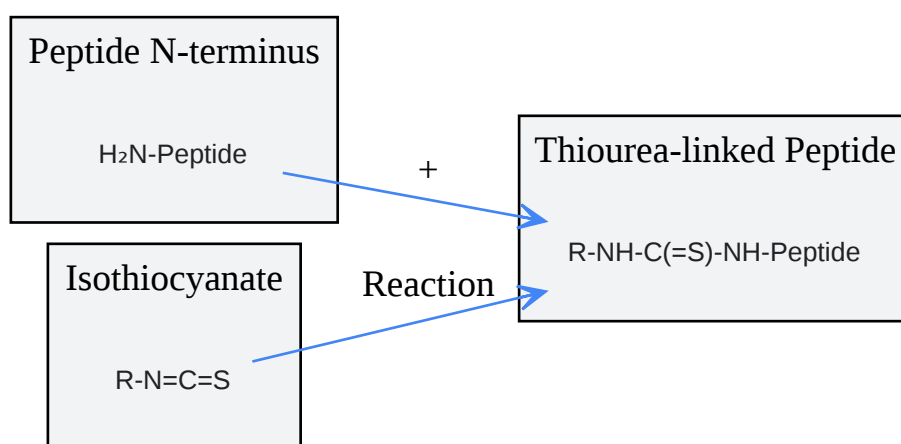 Peptide N-terminus
H₂N-Peptide
+
Thiourea-linked Peptide
R-NH-C(=S)-NH-Peptide
Isothiocyanate
Reaction
R-N=C=S